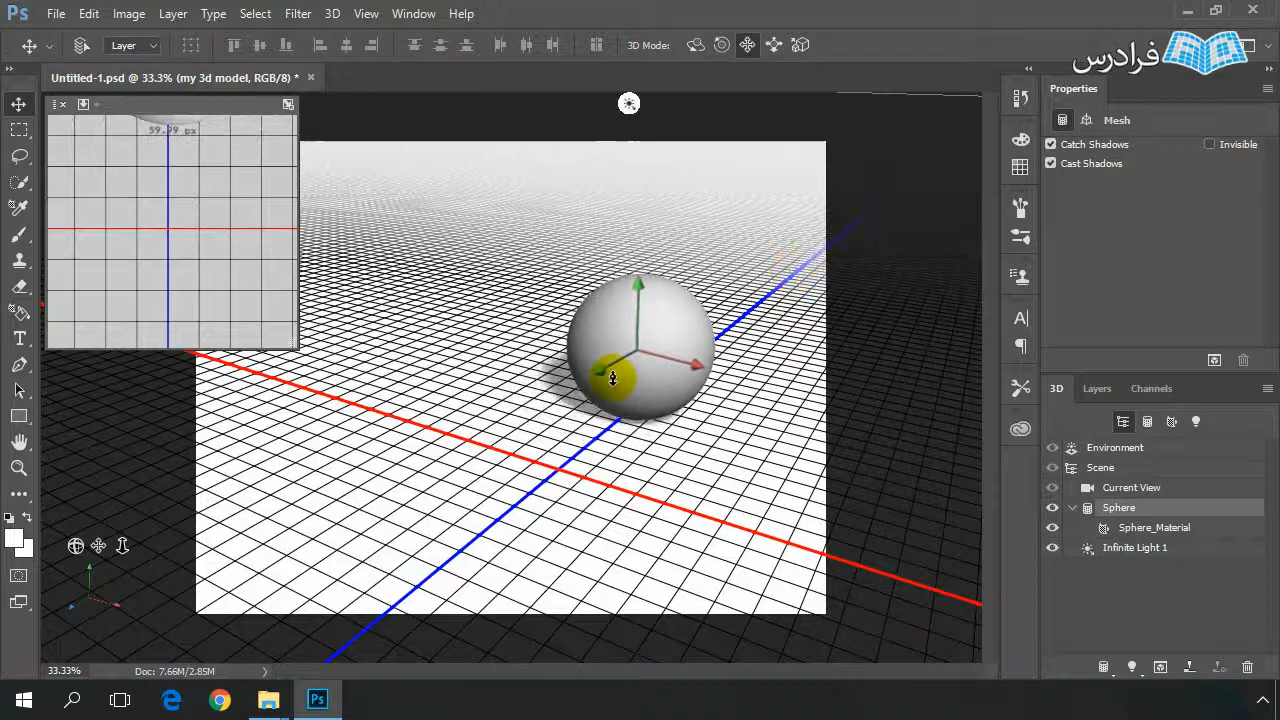 Ps File Edit Image Layer Type Select Filter 3D View Window Help
Layer 3D Mode:
فرادرس
Untitled-1.psd @ 33.3% (my 3d model, RGB/8) *
59.99 px
Properties
Mesh
Catch Shadows Invisible
Cast Shadows
3D Layers Channels
Environment
Scene
Current View
Sphere
Sphere_Material
Infinite Light 1
33.33% Doc: 7.66M/2.85M
Ps